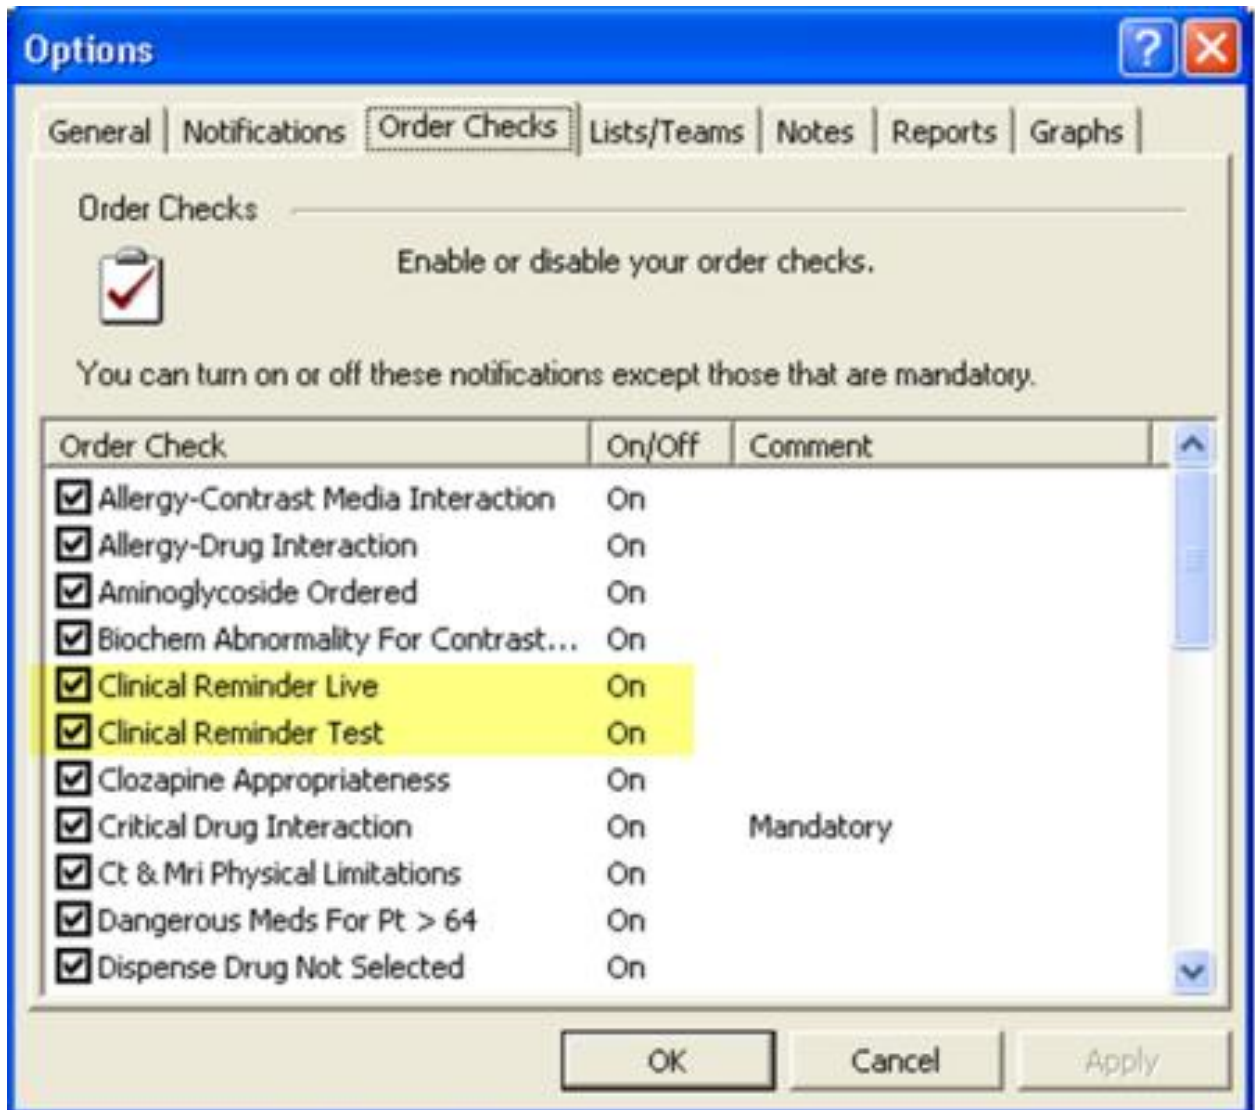 Options
General Notifications Order Checks Lists/Teams Notes Reports Graphs
Order Checks
Enable or disable your order checks.
You can turn on or off these notifications except those that are mandatory.
Order Check On/Off Comment
Allergy-Contrast Media Interaction On
Allergy-Drug Interaction On
Aminoglycoside Ordered On
Biochem Abnormality For Contrast... On
Clinical Reminder Live On
Clinical Reminder Test On
Clozapine Appropriateness On
Critical Drug Interaction On Mandatory
Ct & Mri Physical Limitations On
Dangerous Meds For Pt > 64 On
Dispense Drug Not Selected On
OK Cancel Apply